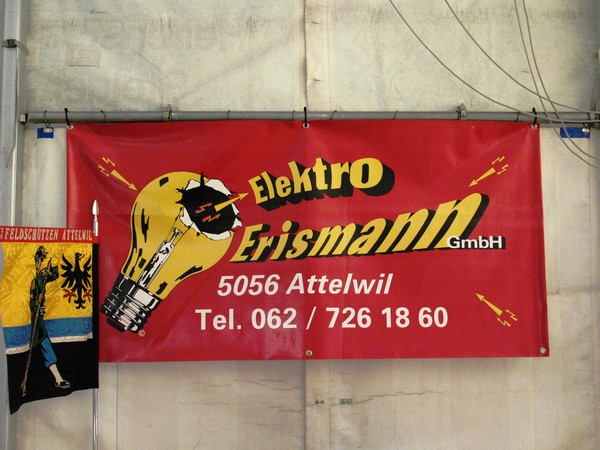 Elektro
Erismann GmbH
5056 Attelwil
Tel. 062 / 726 18 60
©
FELDSCHÜTZEN ATTELWIL